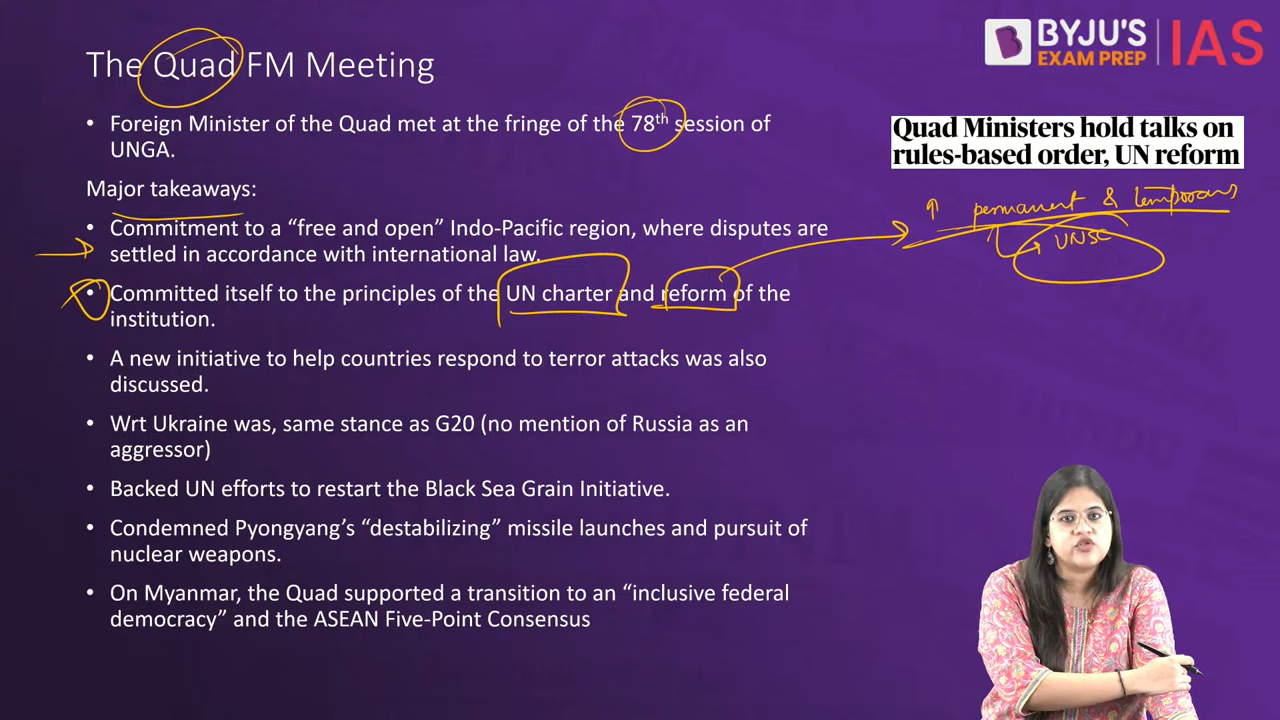 The Quad FM Meeting
BYJU'S
EXAM PREP
IAS
• Foreign Minister of the Quad met at the fringe of the 78th session of
UNGA.
Quad Ministers hold talks on
rules-based order, UN reform
↑ permanent & temporary
→ UNSC
Major takeaways:
• Commitment to a “free and open” Indo-Pacific region, where disputes are
settled in accordance with international law.
• Committed itself to the principles of the UN charter and reform of the
institution.
• A new initiative to help countries respond to terror attacks was also
discussed.
• Wrt Ukraine was, same stance as G20 (no mention of Russia as an
aggressor)
• Backed UN efforts to restart the Black Sea Grain Initiative.
• Condemned Pyongyang’s “destabilizing” missile launches and pursuit of
nuclear weapons.
• On Myanmar, the Quad supported a transition to an “inclusive federal
democracy” and the ASEAN Five-Point Consensus